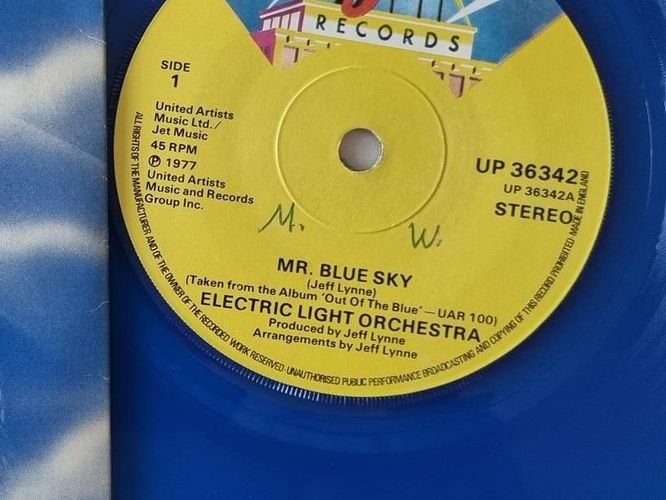 RECORDS
SIDE
1
United Artists
Music Ltd./
Jet Music
45 RPM
Ⓟ 1977
United Artists
Music and Records
Group Inc.
UP 36342
UP 36342A
STEREO
M. W.
MR. BLUE SKY
(Jeff Lynne)
(Taken from the Album 'Out Of The Blue'—UAR 100)
ELECTRIC LIGHT ORCHESTRA
Produced by Jeff Lynne
Arrangements by Jeff Lynne
ALL RIGHTS OF THE MANUFACTURER AND OF THE OWNER OF THE RECORDED WORK RESERVED·UNAUTHORISED PUBLIC PERFORMANCE BROADCASTING AND COPYING OF THIS RECORD PROHIBITED·MADE IN ENGLAND